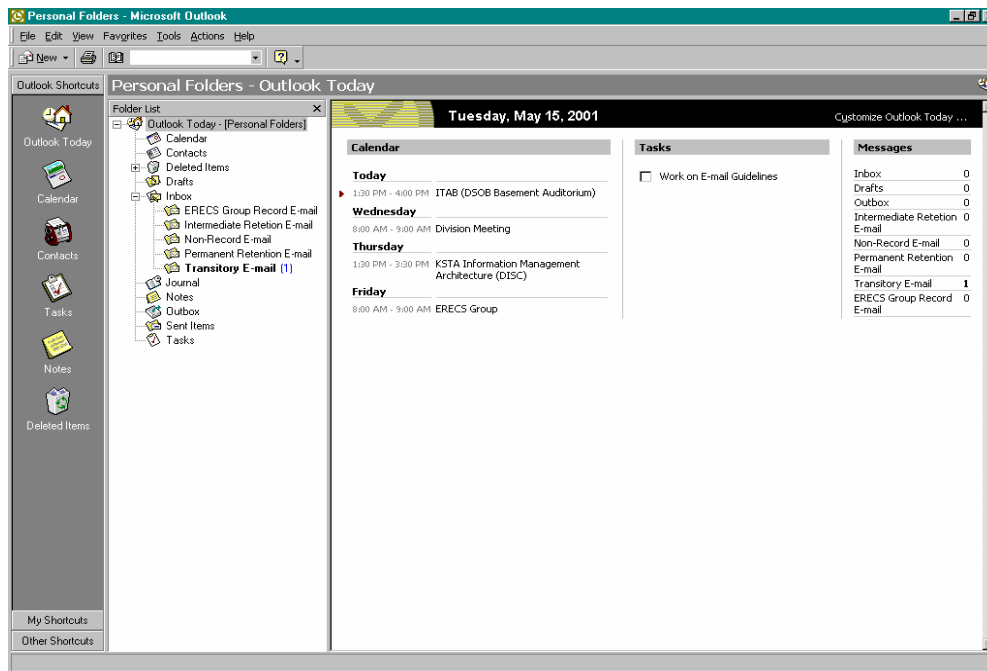 Personal Folders - Microsoft Outlook
File Edit View Favorites Tools Actions Help
New
Outlook Shortcuts
Personal Folders - Outlook Today
Outlook Today
Calendar
Contacts
Tasks
Notes
Deleted Items
My Shortcuts
Other Shortcuts
Folder List
Outlook Today - [Personal Folders]
Calendar
Contacts
Deleted Items
Drafts
Inbox
ERECS Group Record E-mail
Intermediate Retetion E-mail
Non-Record E-mail
Permanent Retention E-mail
Transitory E-mail (1)
Journal
Notes
Outbox
Sent Items
Tasks
Tuesday, May 15, 2001
Customize Outlook Today ...
Calendar
Today
1:30 PM - 4:00 PM ITAB (DSOB Basement Auditorium)
Wednesday
8:00 AM - 9:00 AM Division Meeting
Thursday
1:30 PM - 3:30 PM KSTA Information Management
Architecture (DISC)
Friday
8:00 AM - 9:00 AM ERECS Group
Tasks
Work on E-mail Guidelines
Messages
Inbox 0
Drafts 0
Outbox 0
Intermediate Retetion 0
E-mail
Non-Record E-mail 0
Permanent Retention 0
E-mail
Transitory E-mail 1
ERECS Group Record 0
E-mail